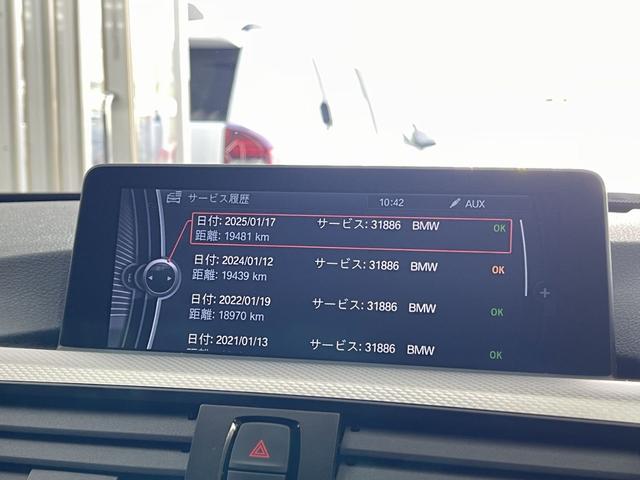 サービス履歴 10:42 AUX
日付: 2025/01/17 サービス: 31886 BMW OK
距離: 19481 km
日付: 2024/01/12 サービス: 31886 BMW OK
距離: 19439 km
日付: 2022/01/19 サービス: 31886 BMW OK
距離: 18970 km
日付: 2021/01/13 サービス: 31886 BMW OK